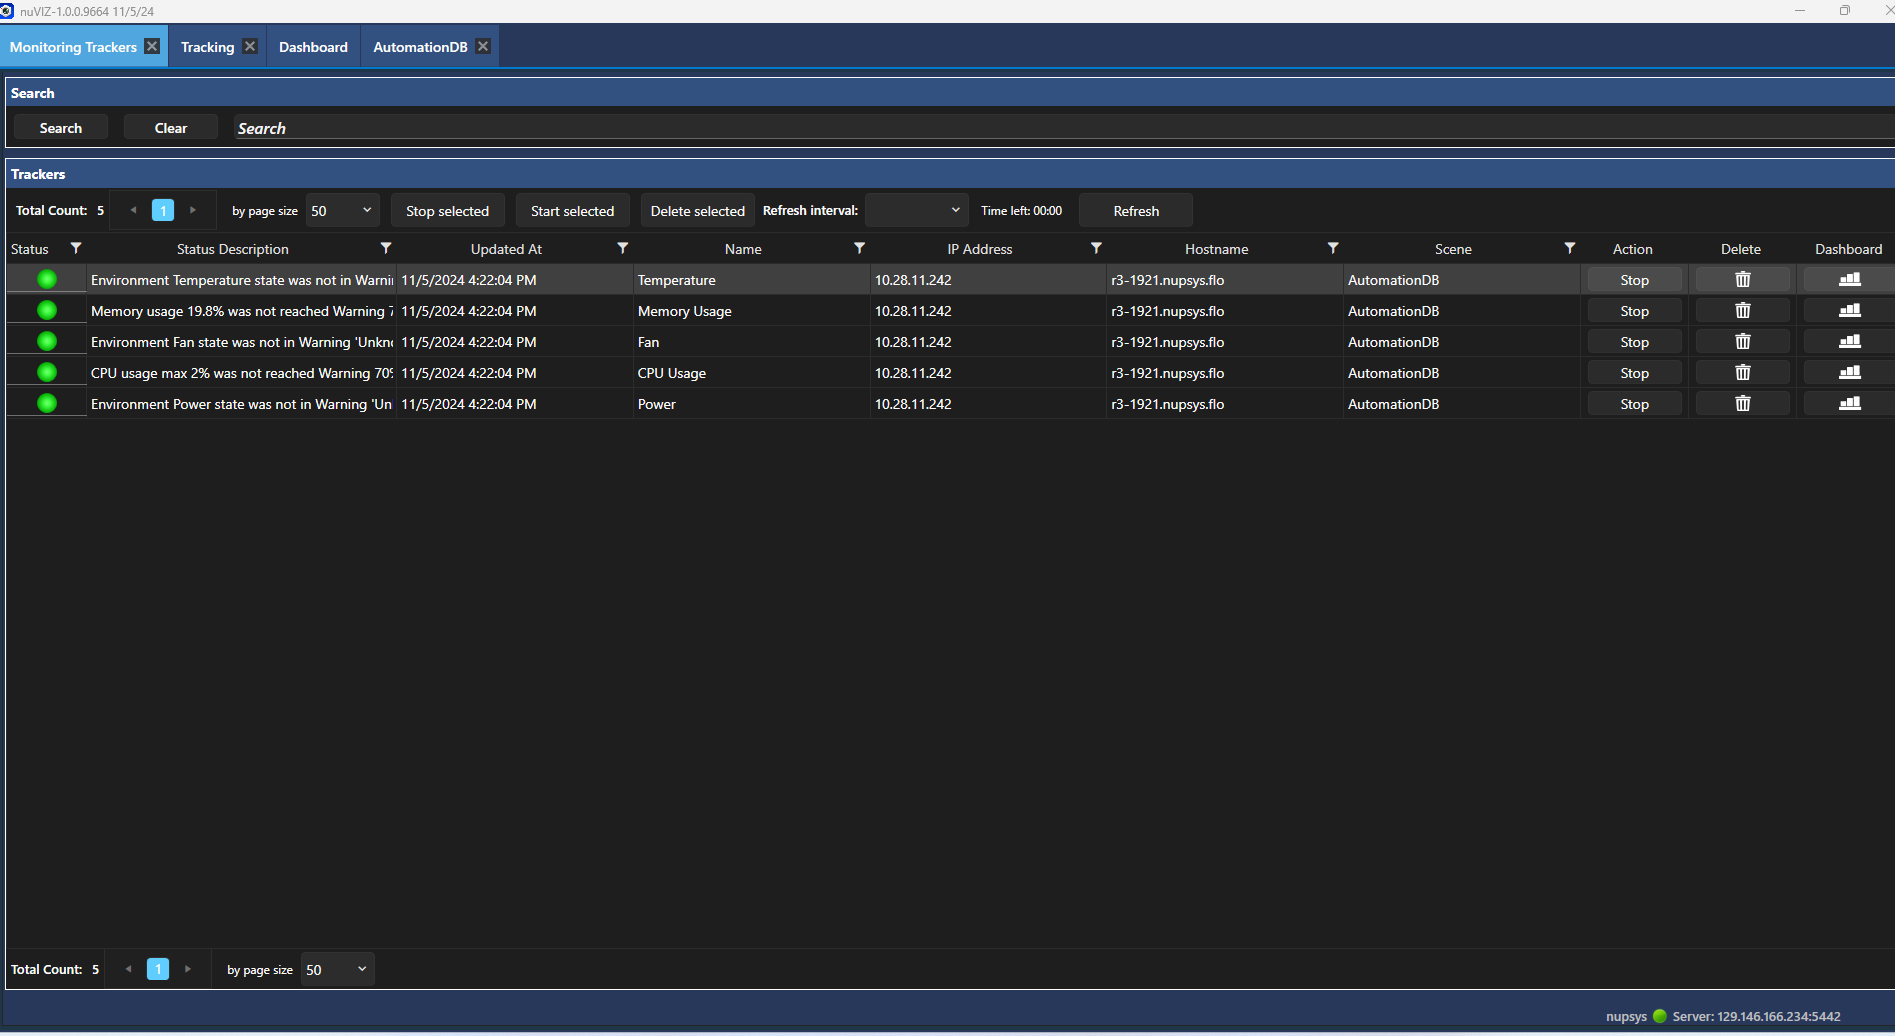 nuVIZ-1.0.0.9664 11/5/24
Monitoring Trackers Tracking Dashboard AutomationDB
Search
Search Clear Search
Trackers
Total Count: 5 1 by page size 50 Stop selected Start selected Delete selected Refresh interval: Time left: 00:00 Refresh
Status Status Description Updated At Name IP Address Hostname Scene Action Delete Dashboard
Environment Temperature state was not in Warni 11/5/2024 4:22:04 PM Temperature 10.28.11.242 r3-1921.nupsys.flo AutomationDB Stop
Memory usage 19.8% was not reached Warning 7 11/5/2024 4:22:04 PM Memory Usage 10.28.11.242 r3-1921.nupsys.flo AutomationDB Stop
Environment Fan state was not in Warning 'Unkno 11/5/2024 4:22:04 PM Fan 10.28.11.242 r3-1921.nupsys.flo AutomationDB Stop
CPU usage max 2% was not reached Warning 70% 11/5/2024 4:22:04 PM CPU Usage 10.28.11.242 r3-1921.nupsys.flo AutomationDB Stop
Environment Power state was not in Warning 'Un 11/5/2024 4:22:04 PM Power 10.28.11.242 r3-1921.nupsys.flo AutomationDB Stop
Total Count: 5 1 by page size 50
nupsys Server: 129.146.166.234:5442